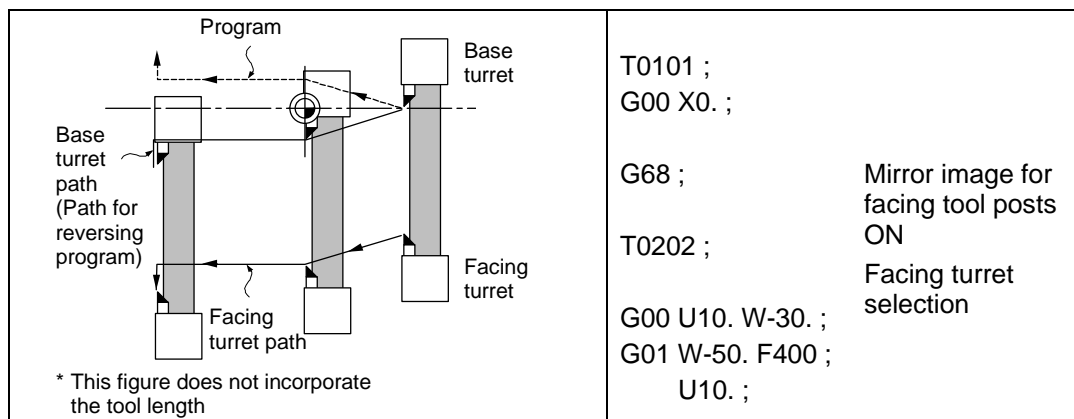 Program
Base
turret
Base
turret
path
(Path for
reversing
program)
Facing
turret
Facing
turret path
* This figure does not incorporate
the tool length
T0101 ;
G00 X0. ;
G68 ;
Mirror image for
facing tool posts
ON
T0202 ;
Facing turret
selection
G00 U10. W-30. ;
G01 W-50. F400 ;
U10. ;